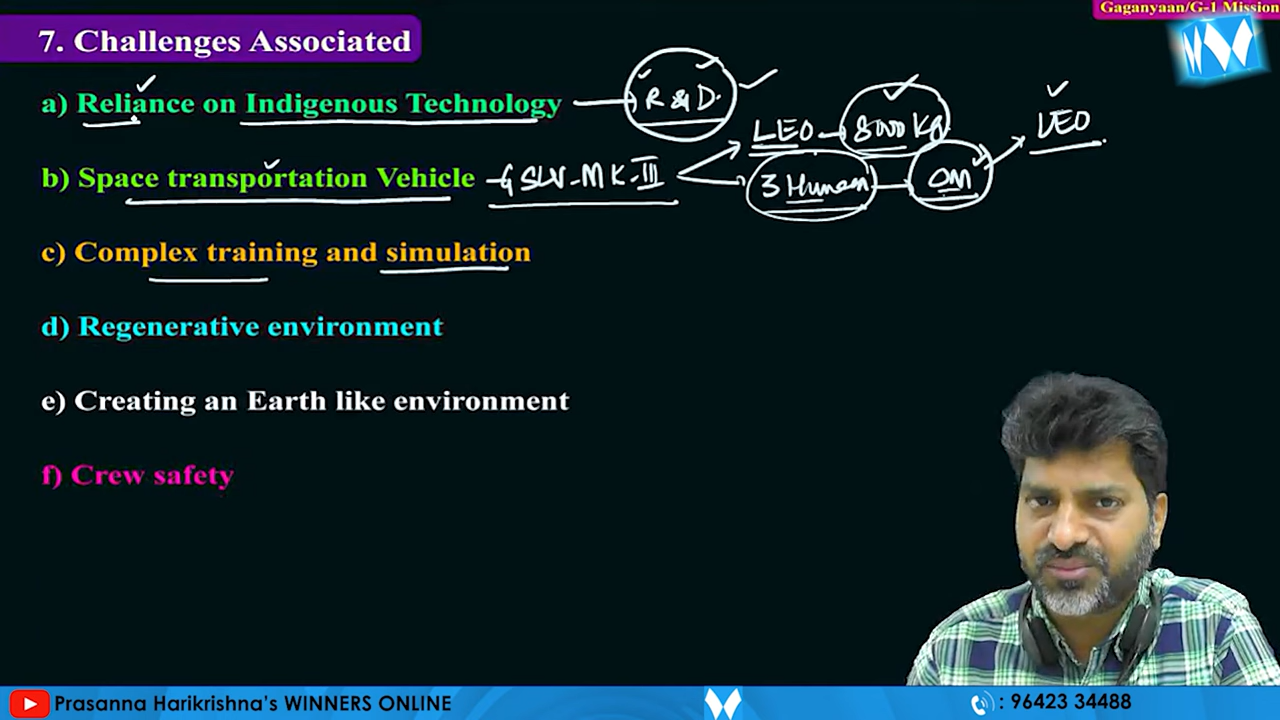 Gaganyaan/G-1 Mission
7. Challenges Associated
a) Reliance on Indigenous Technology — R & D.
LEO - 8000 Kg
LEO
b) Space transportation Vehicle - GSLV-MK-III
3 Human - OM
c) Complex training and simulation
d) Regenerative environment
e) Creating an Earth like environment
f) Crew safety
Prasanna Harikrishna's WINNERS ONLINE
: 96423 34488